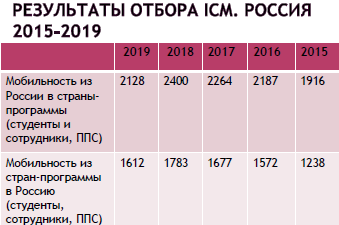 РЕЗУЛЬТАТЫ ОТБОРА ICM. РОССИЯ
2015-2019
2019 2018 2017 2016 2015
Мобильность из 2128 2400 2264 2187 1916
России в страны-
программы
(студенты и
сотрудники, ППС)
Мобильность из 1612 1783 1677 1572 1238
стран-программы
в Россию
(студенты,
сотрудники, ППС)